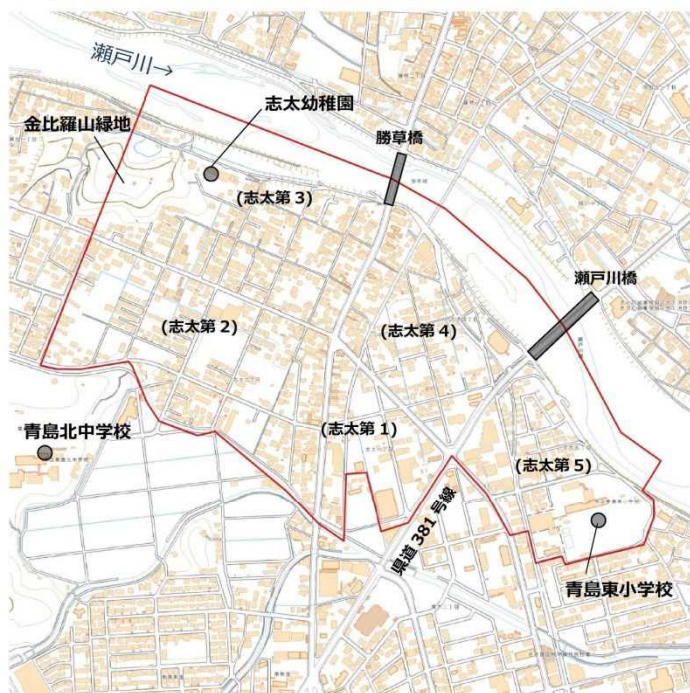 瀬戸川→
志太幼稚園
金比羅山緑地
勝草橋
(志太第3)
瀬戸川橋
(志太第2)
(志太第4)
青島北中学校
(志太第1)
(志太第5)
県道381号線
青島東小学校